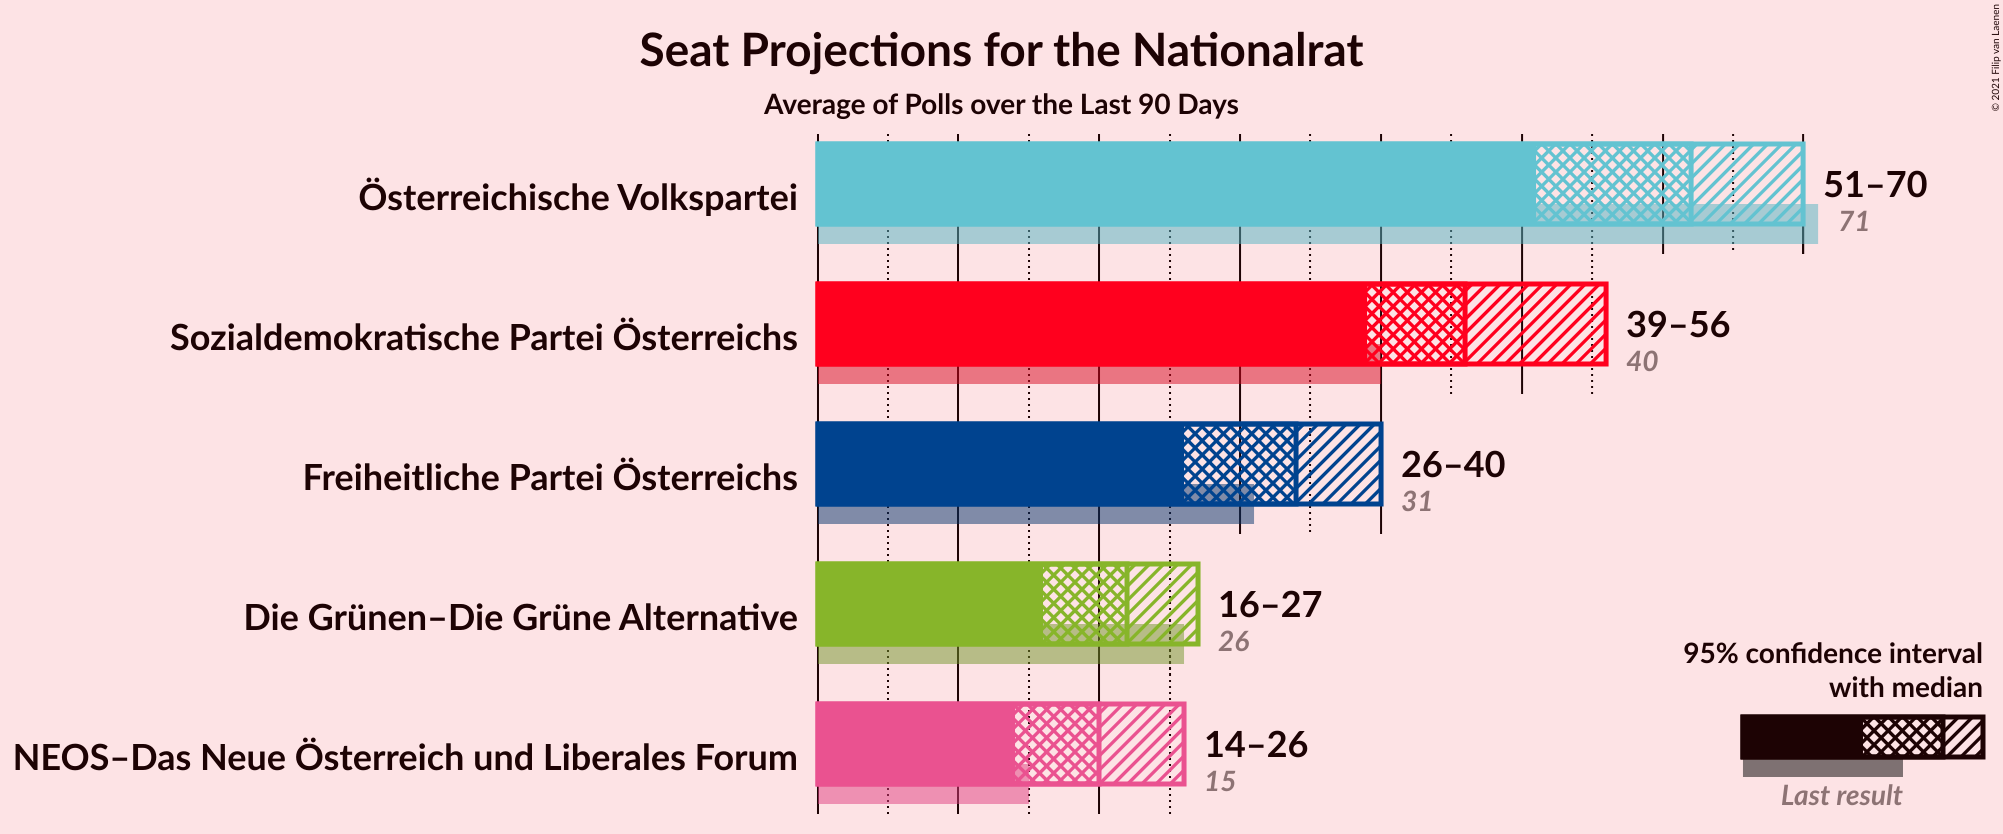 Seat Projections for the Nationalrat
Average of Polls over the Last 90 Days
© 2021 Filip van Laenen
Österreichische Volkspartei
51–70
71
Sozialdemokratische Partei Österreichs
39–56
40
Freiheitliche Partei Österreichs
26–40
31
Die Grünen–Die Grüne Alternative
16–27
26
NEOS–Das Neue Österreich und Liberales Forum
14–26
15
95% confidence interval
with median
Last result